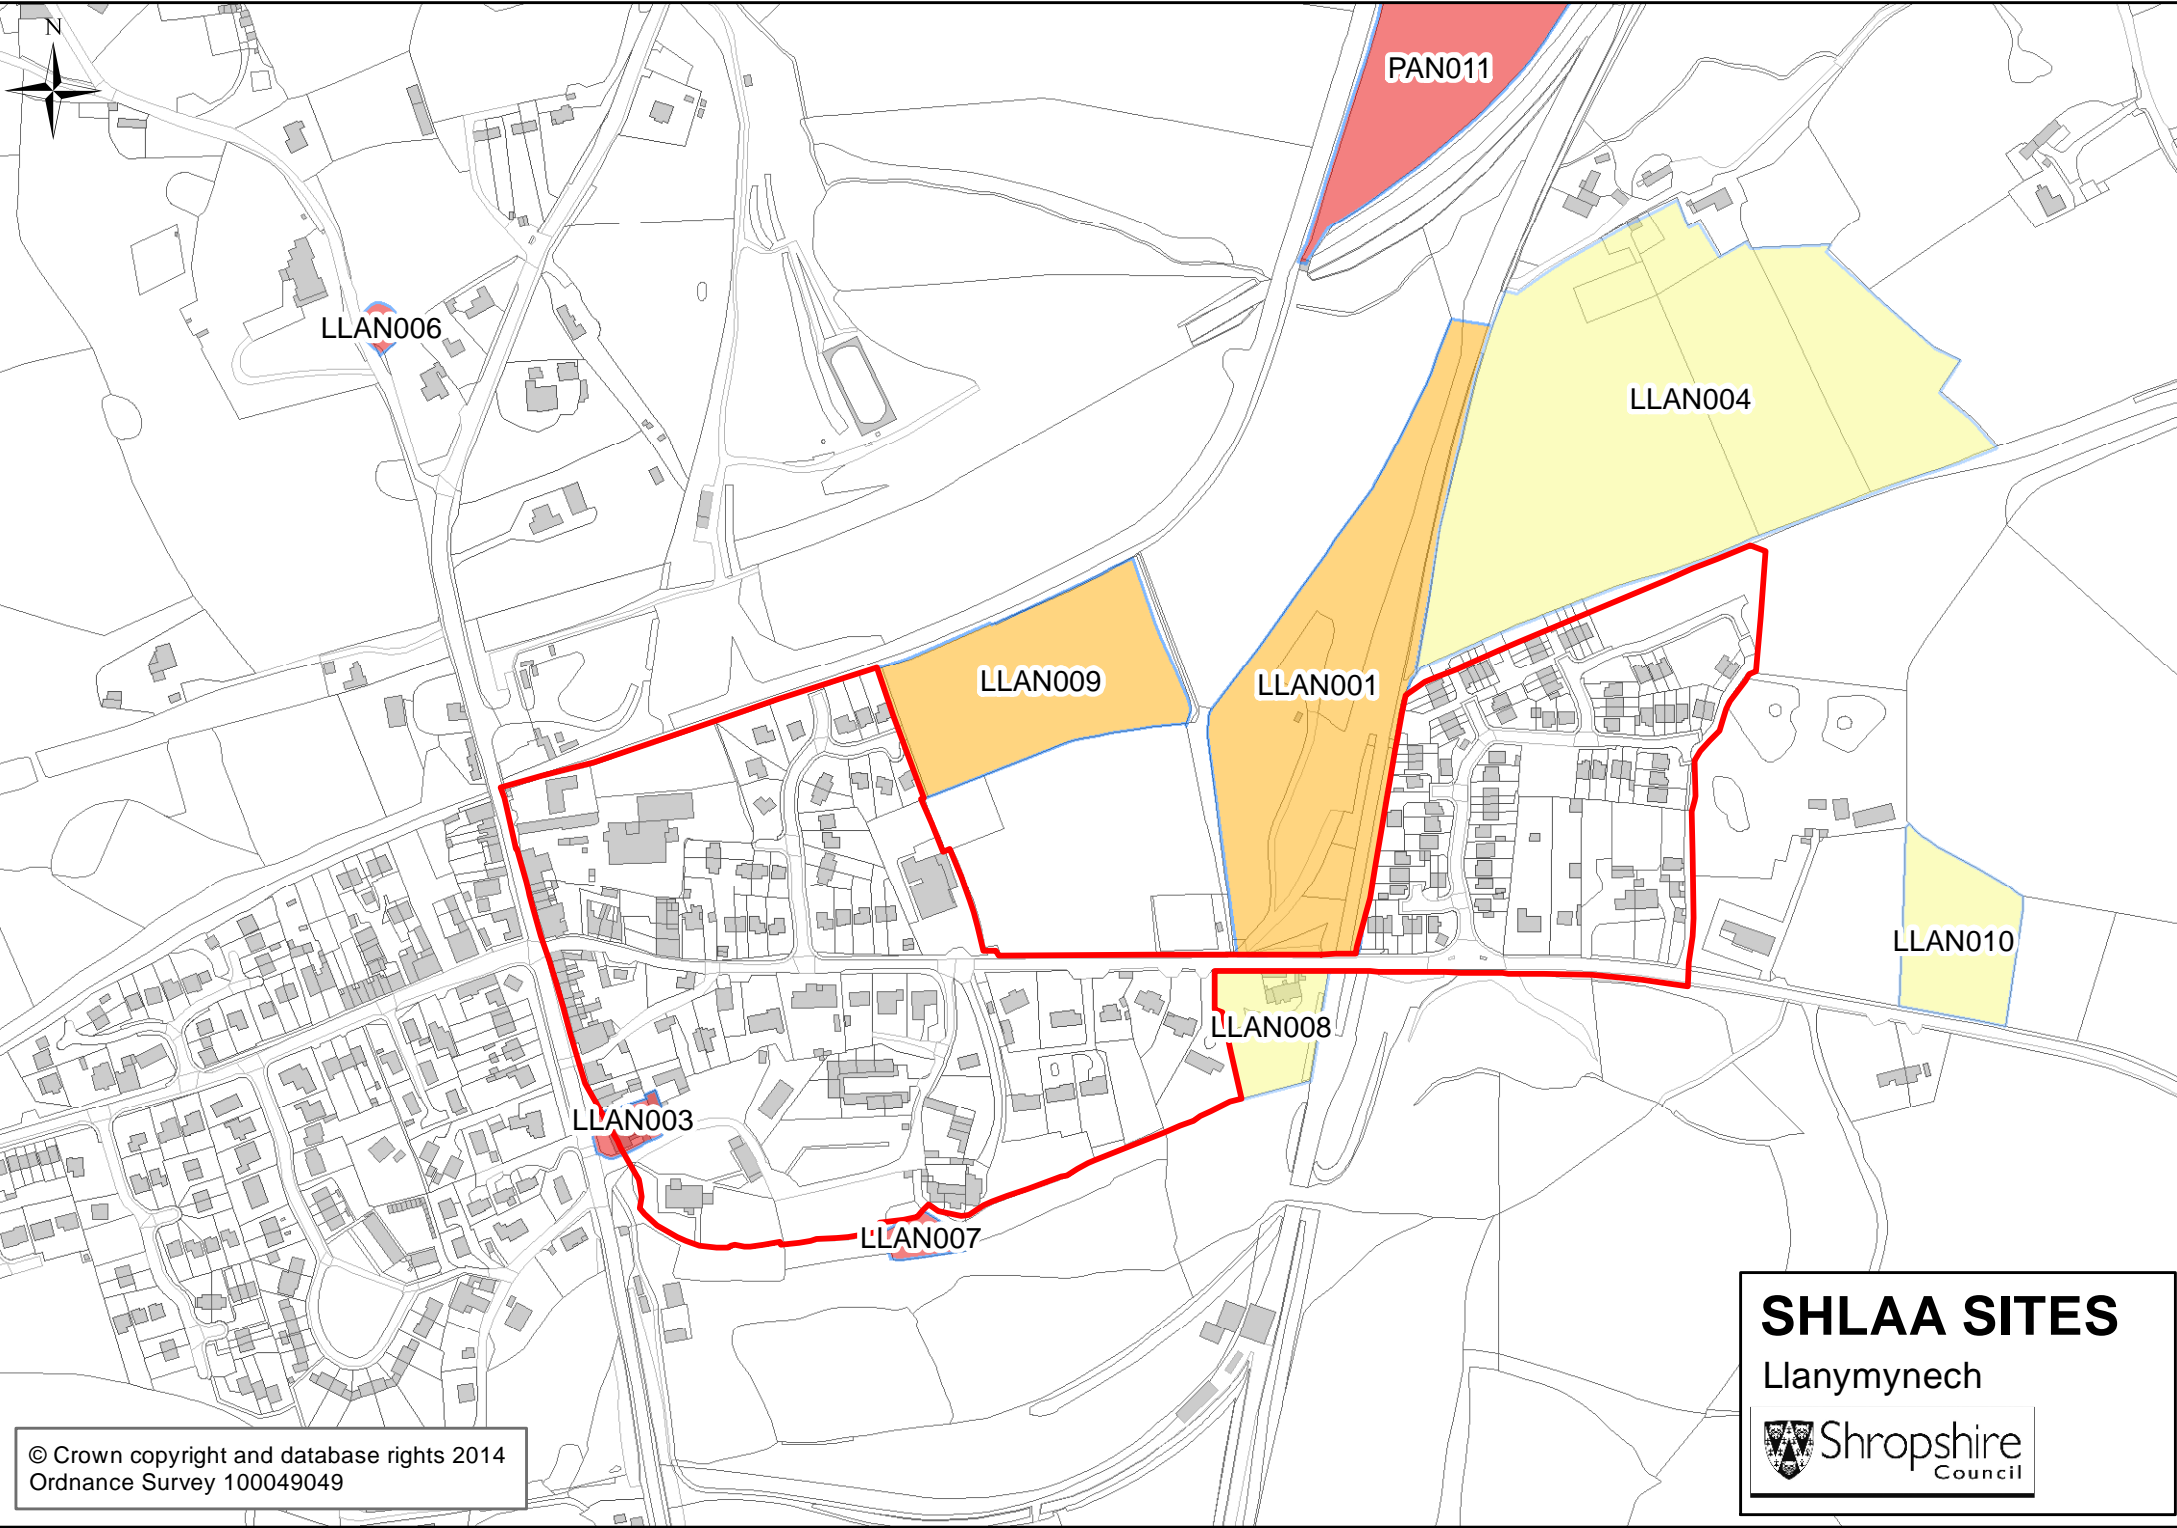 N
PAN011
LLAN006
LLAN004
LLAN009
LLAN001
LLAN010
LLAN008
LLAN003
LLAN007
SHLAA SITES
Llanymynech
Shropshire
Council
© Crown copyright and database rights 2014
Ordnance Survey 100049049